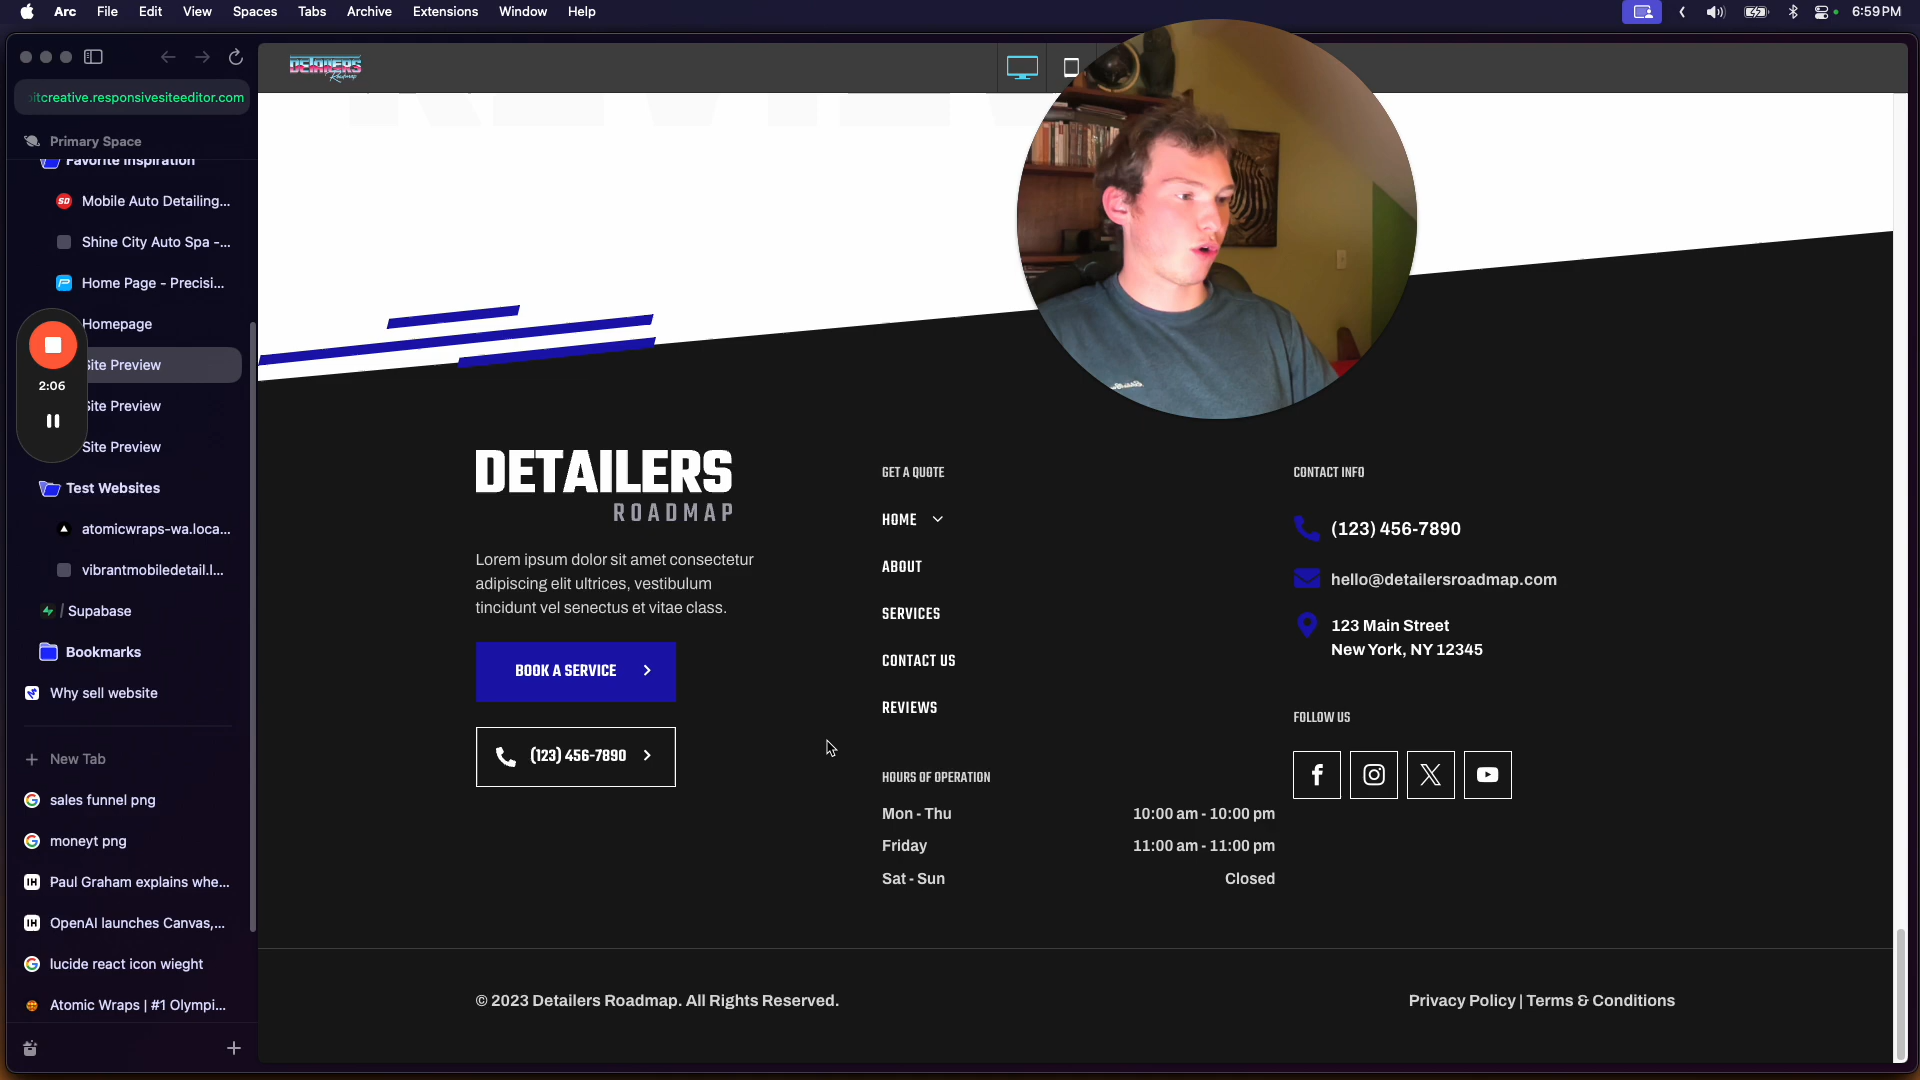 Arc File Edit View Spaces Tabs Archive Extensions Window Help 6:59 PM
DETAILERS
Roadmap
itcreative.responsivesiteeditor.com
Primary Space
Favorite Inspiration
Mobile Auto Detailing...
Shine City Auto Spa -...
Home Page - Precisi...
Homepage
Site Preview
2:06
Site Preview
Site Preview
Test Websites
atomicwraps-wa.loca...
vibrantmobiledetail.l...
/ Supabase
Bookmarks
Why sell website
New Tab
sales funnel png
moneyt png
Paul Graham explains whe...
OpenAI launches Canvas,...
lucide react icon wieght
Atomic Wraps | #1 Olympi...
DETAILERS
ROADMAP
Lorem ipsum dolor sit amet consectetur
adipiscing elit ultrices, vestibulum
tincidunt vel senectus et vitae class.
BOOK A SERVICE
(123) 456-7890
GET A QUOTE
HOME
ABOUT
SERVICES
CONTACT US
REVIEWS
HOURS OF OPERATION
Mon - Thu 10:00 am - 10:00 pm
Friday 11:00 am - 11:00 pm
Sat - Sun Closed
CONTACT INFO
(123) 456-7890
hello@detailersroadmap.com
123 Main Street
New York, NY 12345
FOLLOW US
© 2023 Detailers Roadmap. All Rights Reserved.
Privacy Policy | Terms & Conditions